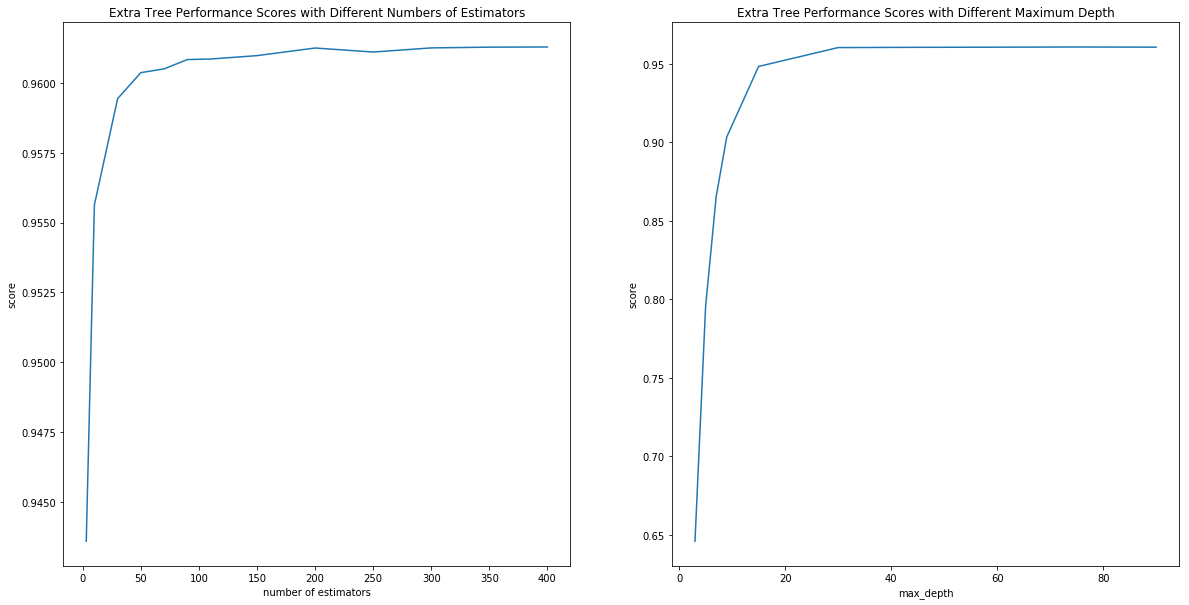 Extra Tree Performance Scores with Different Numbers of Estimators
0.9600
0.9575
0.9550
0.9525
0.9500
0.9475
0.9450
score
0 50 100 150 200 250 300 350 400
number of estimators
Extra Tree Performance Scores with Different Maximum Depth
0.95
0.90
0.85
0.80
0.75
0.70
0.65
score
0 20 40 60 80
max_depth